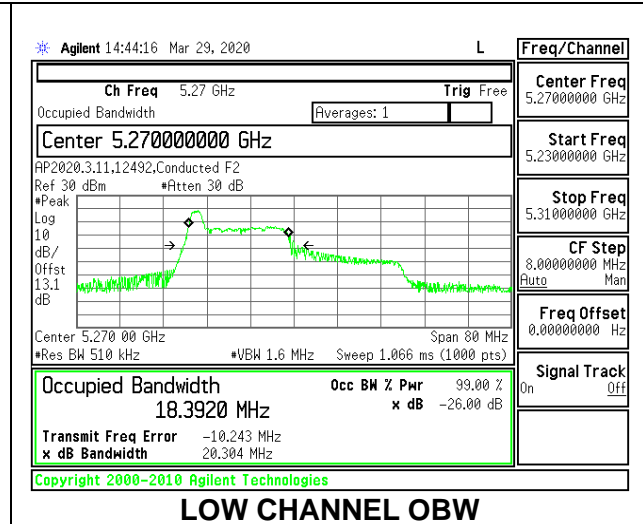 Agilent 14:44:16 Mar 29, 2020 L Freq/Channel
Ch Freq 5.27 GHz Trig Free
Occupied Bandwidth Averages: 1
Center 5.270000000 GHz
AP2020.3.11,12492,Conducted F2
Ref 30 dBm #Atten 30 dB
#Peak
Log
10
dB/
Offst
13.1
dB
Center 5.270 00 GHz Span 80 MHz
#Res BW 510 kHz #VBW 1.6 MHz Sweep 1.066 ms (1000 pts)
Occupied Bandwidth Occ BW % Pwr 99.00 %
18.3920 MHz x dB -26.00 dB
Transmit Freq Error -10.243 MHz
x dB Bandwidth 20.304 MHz
Copyright 2000-2010 Agilent Technologies
Center Freq
5.27000000 GHz
Start Freq
5.23000000 GHz
Stop Freq
5.31000000 GHz
CF Step
8.00000000 MHz
Auto Man
Freq Offset
0.00000000 Hz
Signal Track
On Off
LOW CHANNEL OBW